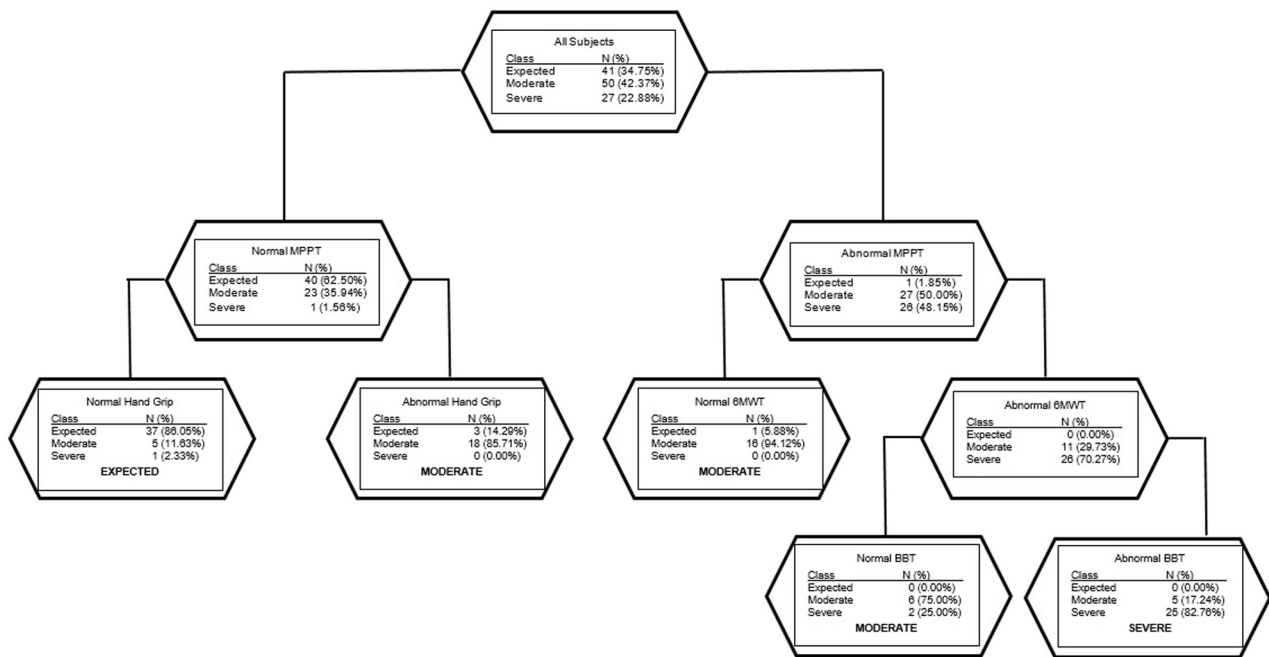 All Subjects
Class N (%)
Expected 41 (34.75%)
Moderate 50 (42.37%)
Severe 27 (22.88%)
Normal MPPT
Class N (%)
Expected 40 (62.50%)
Moderate 23 (35.94%)
Severe 1 (1.56%)
Abnormal MPPT
Class N (%)
Expected 1 (1.85%)
Moderate 27 (50.00%)
Severe 26 (48.15%)
Normal Hand Grip
Class N (%)
Expected 37 (86.05%)
Moderate 5 (11.63%)
Severe 1 (2.33%)
EXPECTED
Abnormal Hand Grip
Class N (%)
Expected 3 (14.29%)
Moderate 18 (85.71%)
Severe 0 (0.00%)
MODERATE
Normal 6MWT
Class N (%)
Expected 1 (5.88%)
Moderate 16 (94.12%)
Severe 0 (0.00%)
MODERATE
Abnormal 6MWT
Class N (%)
Expected 0 (0.00%)
Moderate 11 (29.73%)
Severe 26 (70.27%)
Normal BBT
Class N (%)
Expected 0 (0.00%)
Moderate 6 (75.00%)
Severe 2 (25.00%)
MODERATE
Abnormal BBT
Class N (%)
Expected 0 (0.00%)
Moderate 5 (17.24%)
Severe 25 (82.76%)
SEVERE